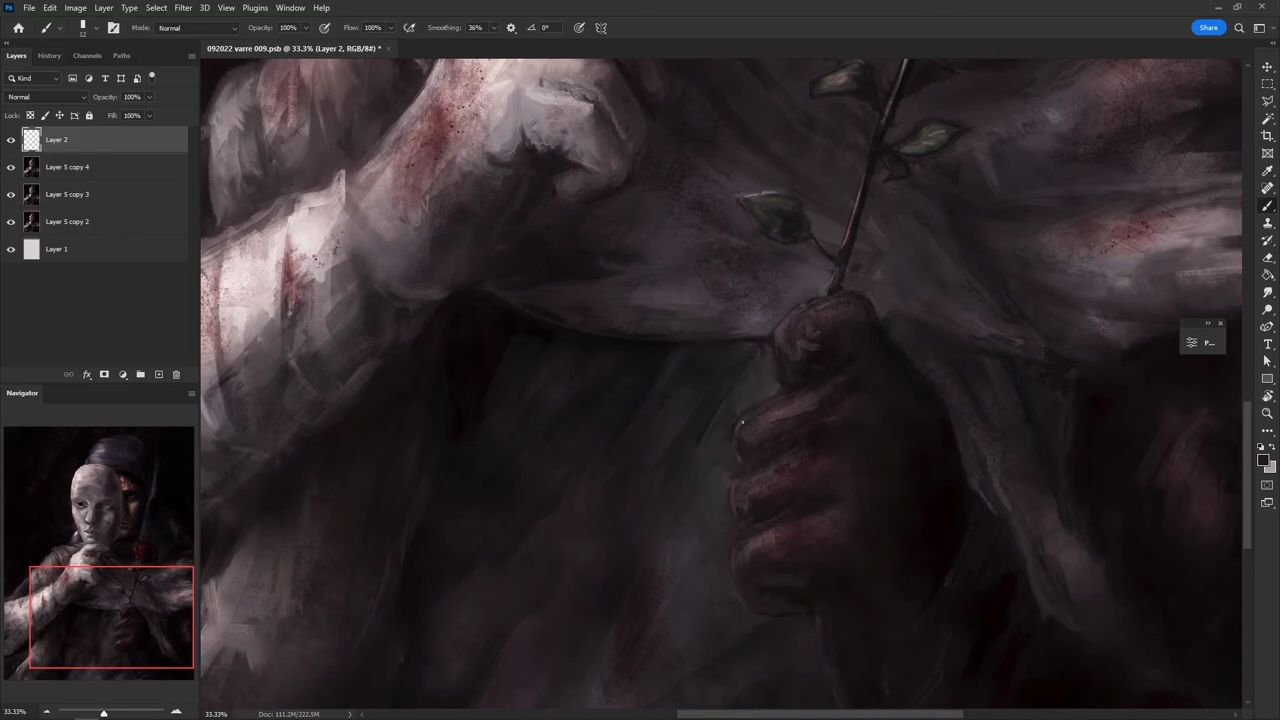 Ps File Edit Image Layer Type Select Filter 3D View Plugins Window Help
12 Mode: Normal Opacity: 100% Flow: 100% Smoothing: 36% 0° Share
Layers History Channels Paths 092022 varre 009.psb @ 33.3% (Layer 2, RGB/8#) *
Kind
Normal Opacity: 100%
Lock: Fill: 100%
Layer 2
Layer 5 copy 4
Layer 5 copy 3
Layer 5 copy 2
Layer 1
P...
Navigator
33.33% 33.33% Doc: 111.2M/222.5M